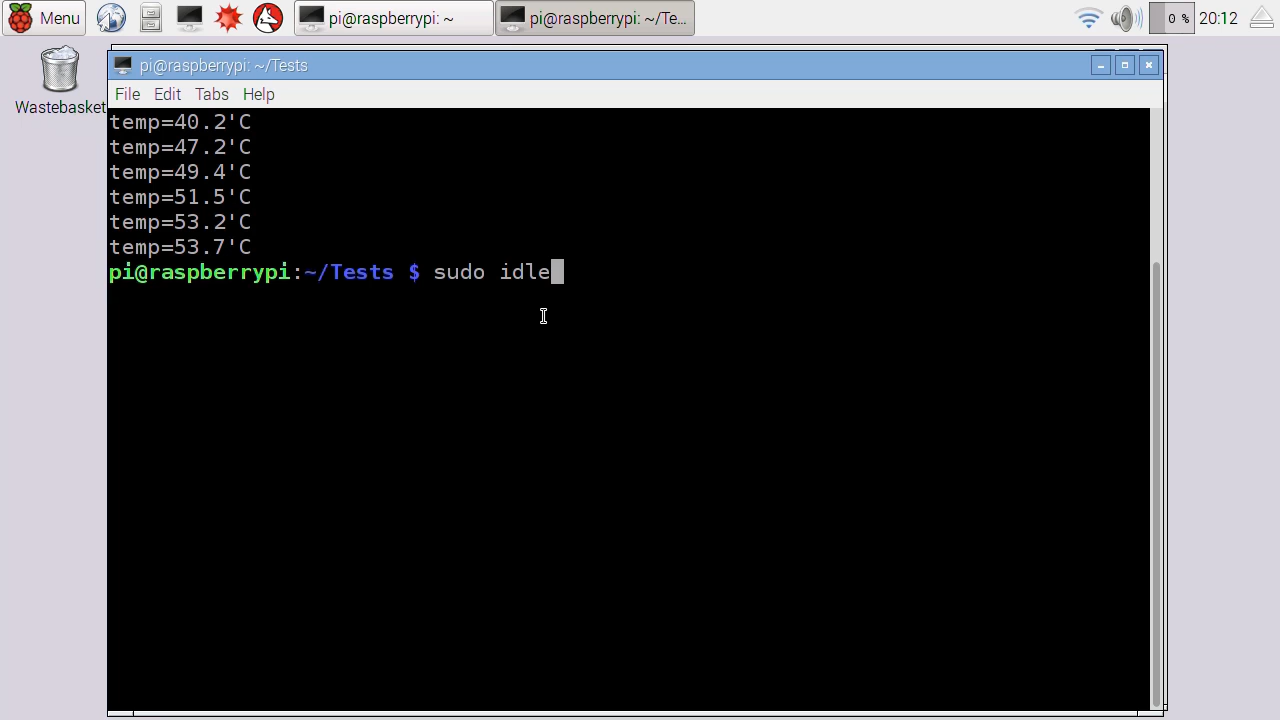 Menu
pi@raspberrypi: ~
pi@raspberrypi: ~/Te...
0 %
20:12
Wastebasket
pi@raspberrypi: ~/Tests
File Edit Tabs Help
temp=40.2'C
temp=47.2'C
temp=49.4'C
temp=51.5'C
temp=53.2'C
temp=53.7'C
pi@raspberrypi:~/Tests $ sudo idle